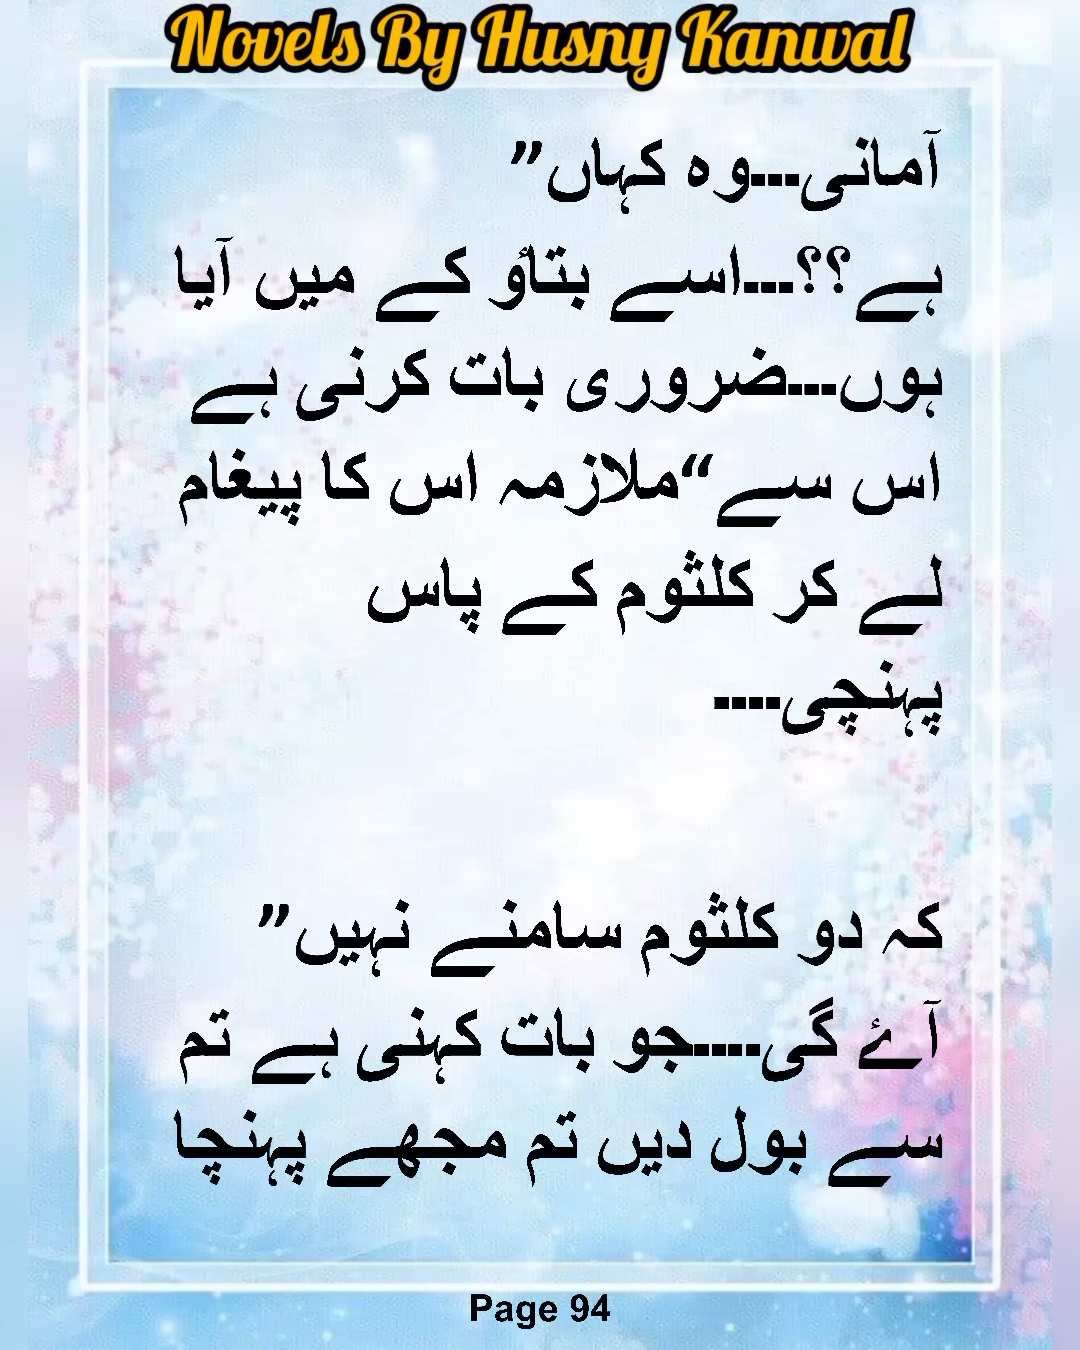 Novels By Husny Kanwal
آمانی...وہ کہاں”
ہے؟؟...اسے بتاؤ کے میں آیا
ہوں...ضروری بات کرنی ہے
اس سے“ملازمہ اس کا پیغام
لے کر کلثوم کے پاس
پہنچی....
کہ دو کلثوم سامنے نہیں”
آۓ گی....جو بات کہنی ہے تم
سے بول دیں تم مجھے پہنچا
Page 94